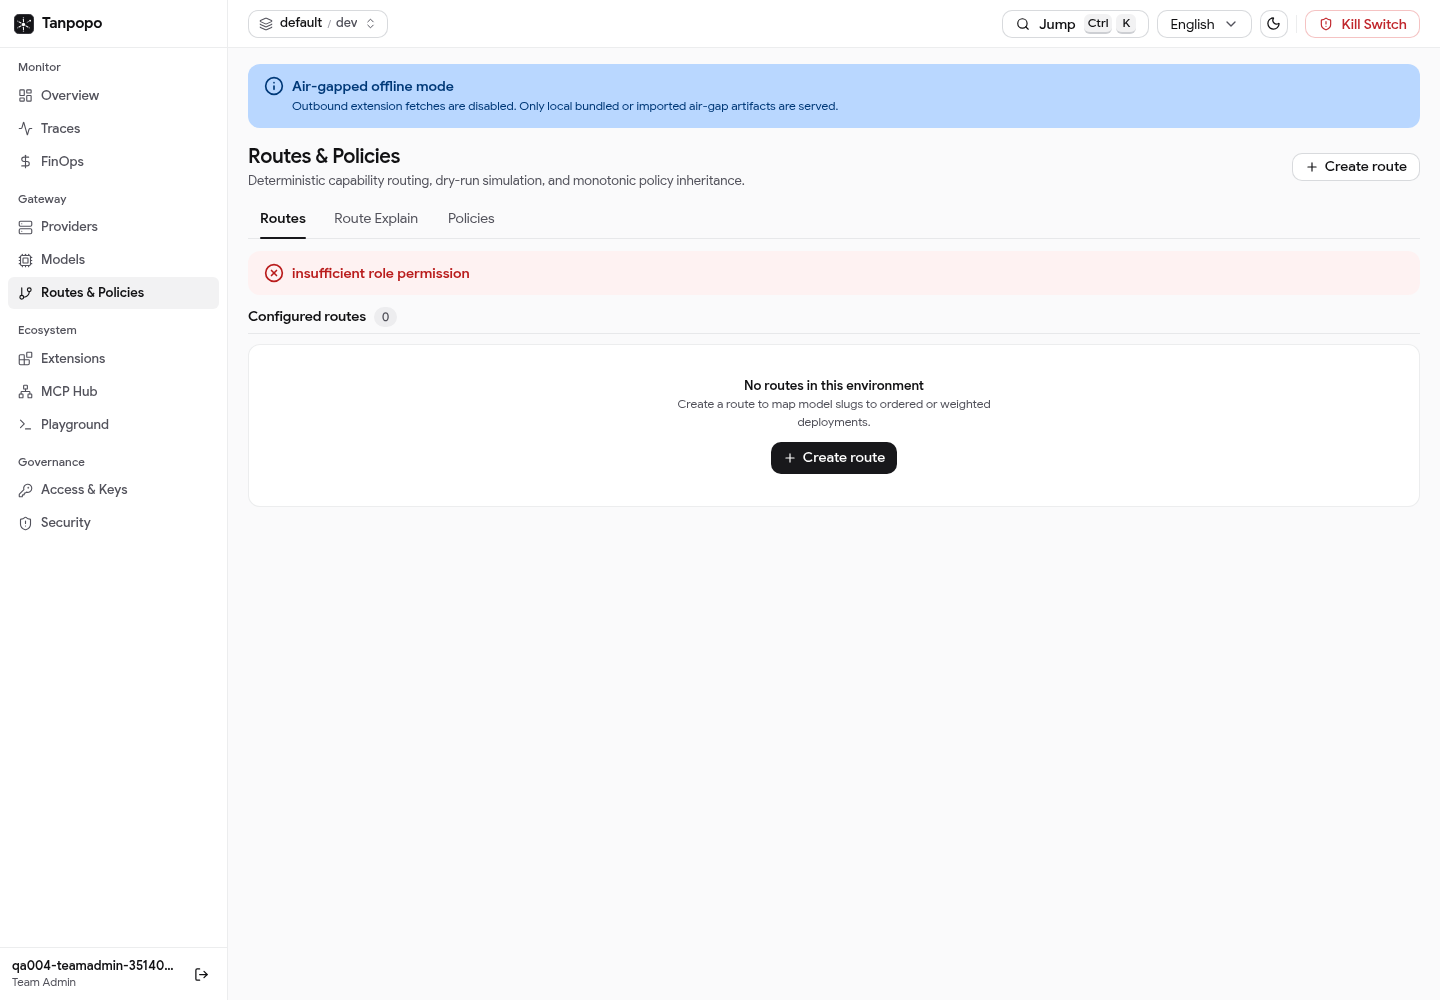 Tanpopo
default / dev
Jump Ctrl K
English
Kill Switch
Monitor
Overview
Traces
FinOps
Gateway
Providers
Models
Routes & Policies
Ecosystem
Extensions
MCP Hub
Playground
Governance
Access & Keys
Security
qa004-teamadmin-35140...
Team Admin
Air-gapped offline mode
Outbound extension fetches are disabled. Only local bundled or imported air-gap artifacts are served.
Routes & Policies
Deterministic capability routing, dry-run simulation, and monotonic policy inheritance.
Create route
Routes
Route Explain
Policies
insufficient role permission
Configured routes 0
No routes in this environment
Create a route to map model slugs to ordered or weighted
deployments.
Create route